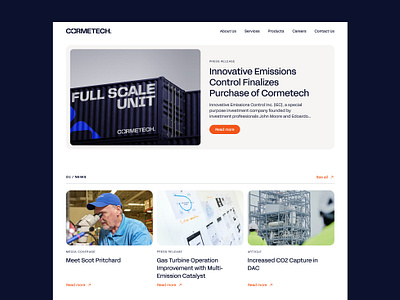 CORMETECH.
About Us
Services
Products
Careers
Contact Us
FULL SCALE
UNIT
CORMETECH.
PRESS RELEASE
Innovative Emissions
Control Finalizes
Purchase of Cormetech
Innovative Emissions Control Inc. (IEC), a special
purpose investment company founded by
investment professionals John Moore and Edoardo...
Read more
/ NEWS
See all
MEDIA COVERAGE
Meet Scot Pritchard
Read more
PRESS RELEASE
Gas Turbine Operation
Improvement with Multi-
Emission Catalyst
Read more
ARTICLE
Increased CO2 Capture in
DAC
Read more